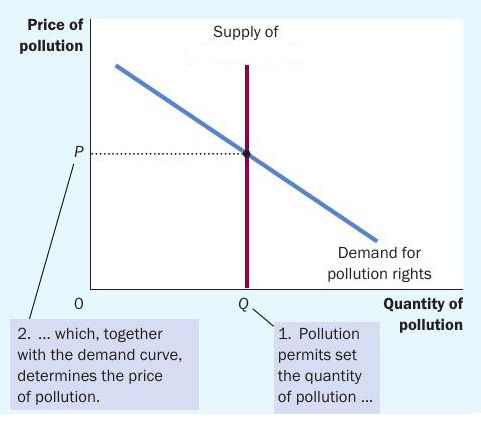 Price of
pollution
Supply of
P
Demand for
pollution rights
0
Q
Quantity of
pollution
2. ... which, together
with the demand curve,
determines the price
of pollution.
1. Pollution
permits set
the quantity
of pollution ...